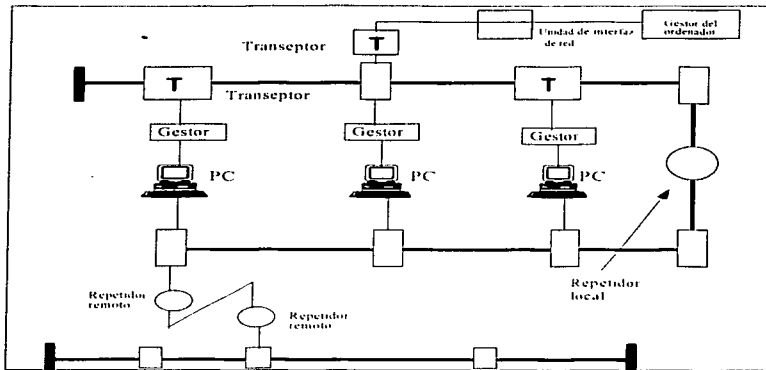 Transeptor
T
Unidad de interfaz
de red
Gestor del
ordenador
T
Transeptor
T
Gestor
Gestor
Gestor
PC
PC
PC
Repetidor
local
Repetidor
remoto
Repetidor
remoto